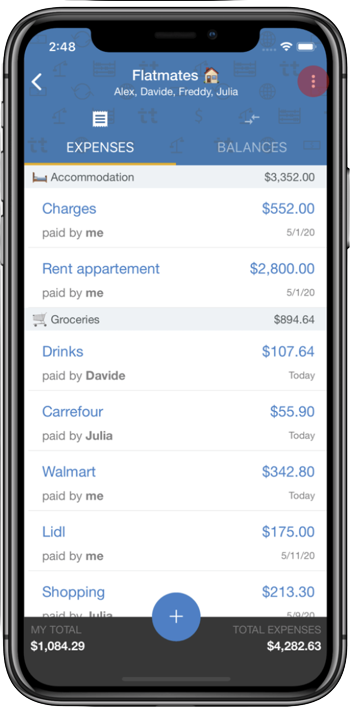 2:48
Flatmates 🏠
Alex, Davide, Freddy, Julia
EXPENSES BALANCES
Accommodation $3,352.00
Charges $552.00
paid by me 5/1/20
Rent appartement $2,800.00
paid by me 5/1/20
Groceries $894.64
Drinks $107.64
paid by Davide Today
Carrefour $55.90
paid by Julia Today
Walmart $342.80
paid by me Today
Lidl $175.00
paid by me 5/11/20
Shopping $213.30
paid by Julia 5/9/20
MY TOTAL TOTAL EXPENSES
$1,084.29 $4,282.63